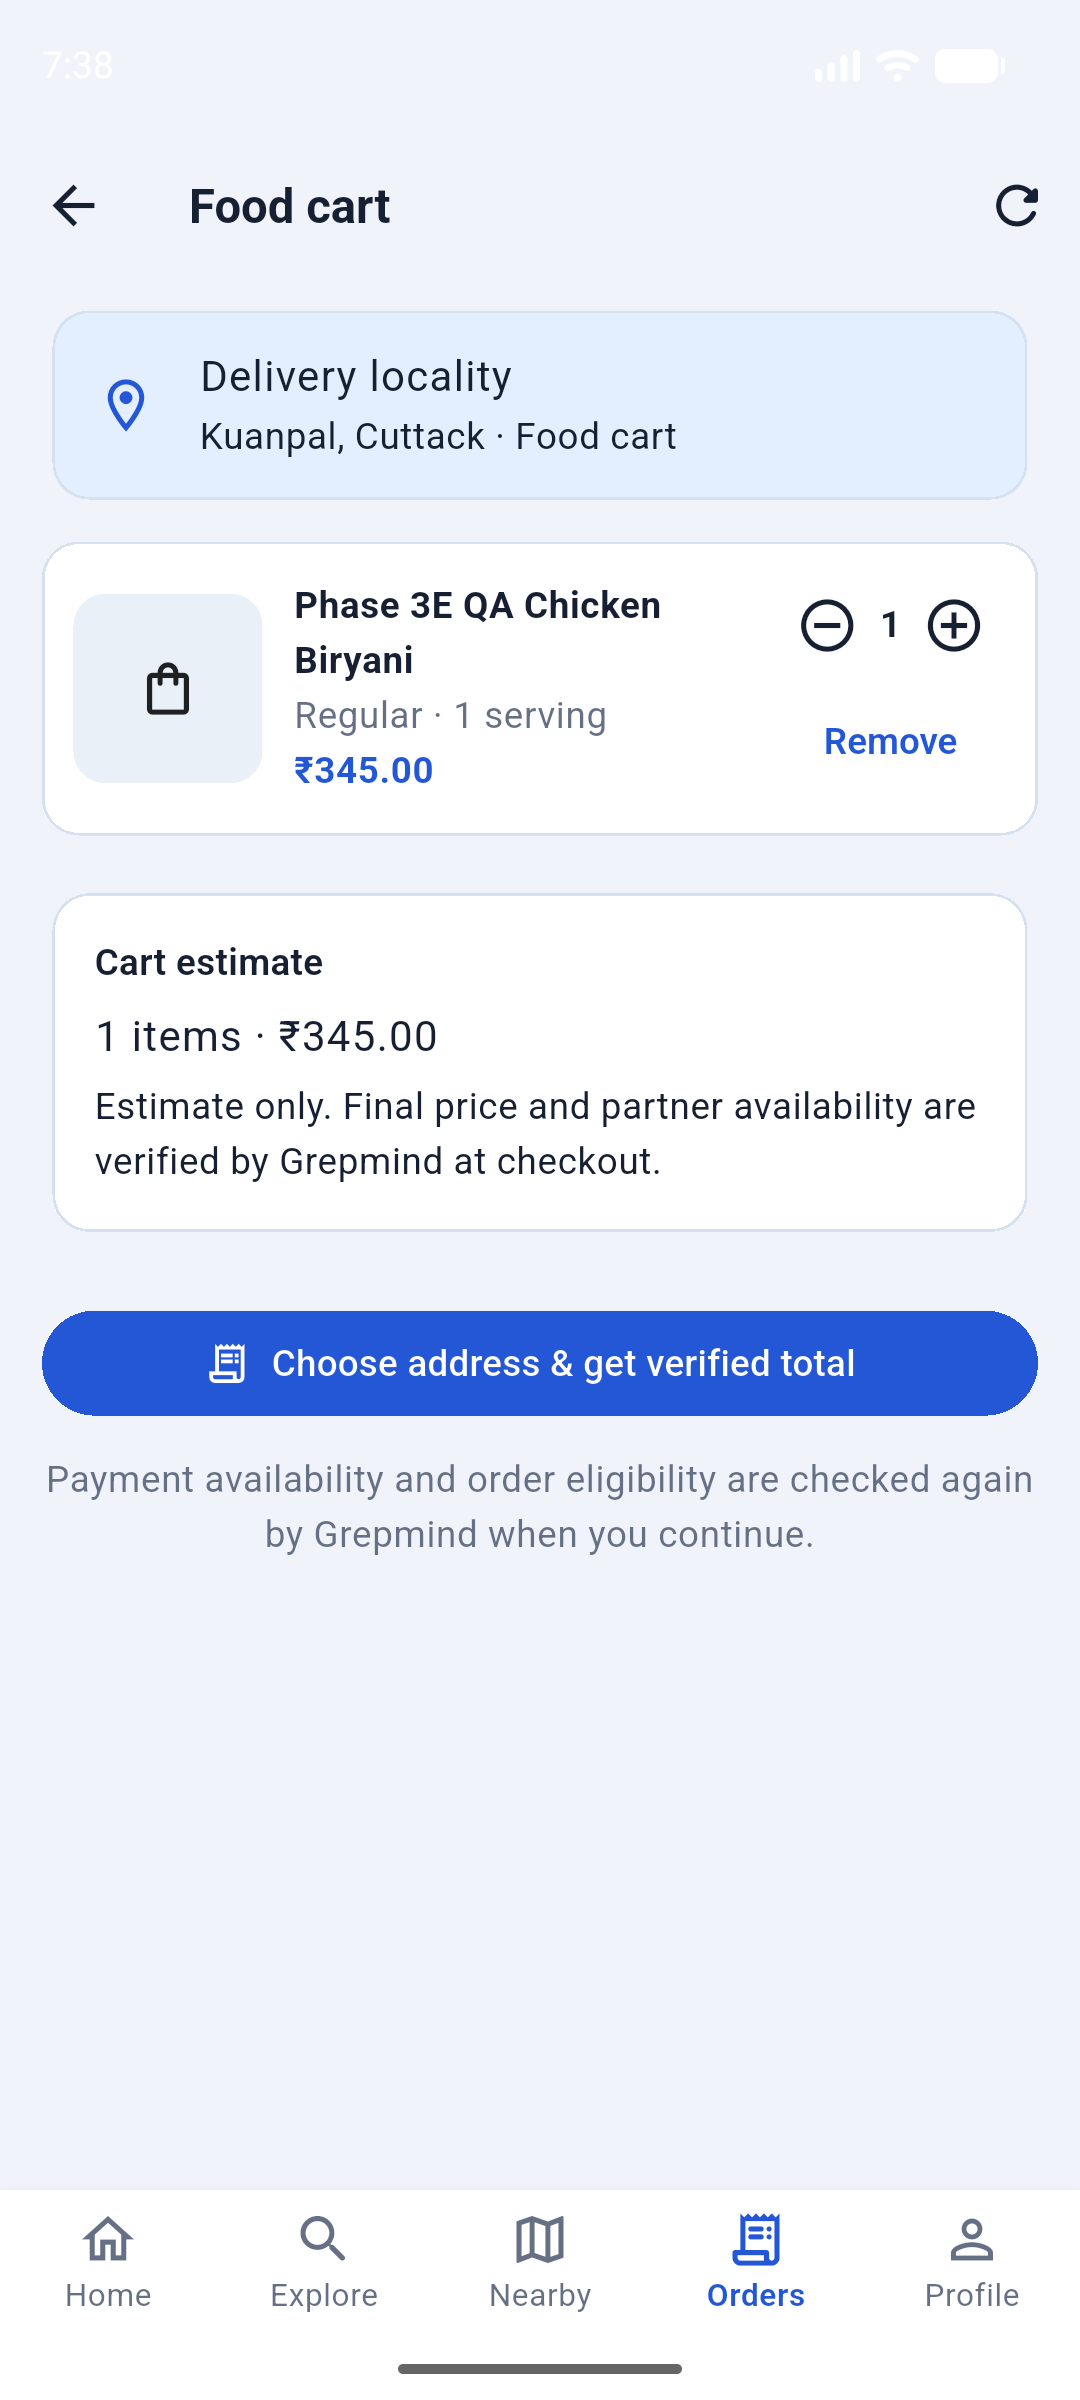 7:38
Food cart
Delivery locality
Kuanpal, Cuttack · Food cart
Phase 3E QA Chicken
Biryani
Regular · 1 serving
₹345.00
1
Remove
Cart estimate
1 items · ₹345.00
Estimate only. Final price and partner availability are
verified by Grepmind at checkout.
Choose address & get verified total
Payment availability and order eligibility are checked again
by Grepmind when you continue.
Home
Explore
Nearby
Orders
Profile